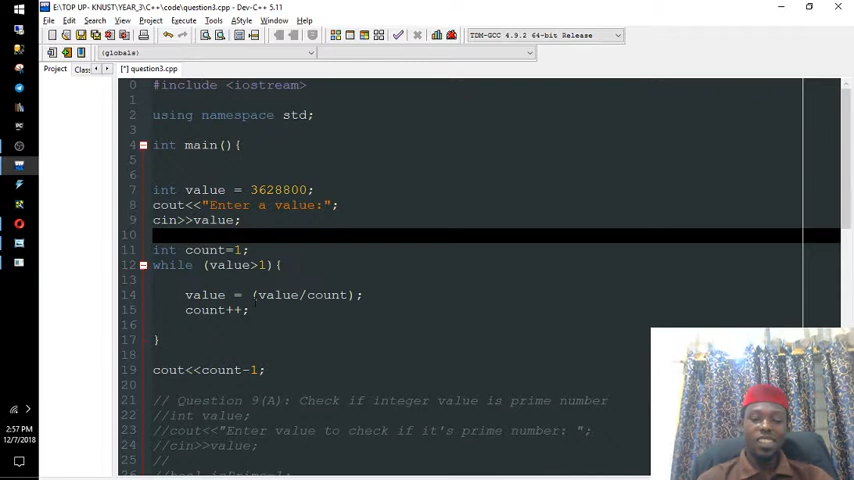 E:\TOP UP- KNUST\YEAR_3\C++\code\question3.cpp - Dev-C++ 5.11
File Edit Search View Project Execute Tools AStyle Window Help
TDM-GCC 4.9.2 64-bit Release
(globals)
Project Clas [*] question3.cpp
0 #include <iostream>
1
2 using namespace std;
3
4 int main(){
5
6
7 int value = 3628800;
8 cout<<"Enter a value:";
9 cin>>value;
10
11 int count=1;
12 while (value>1){
13
14 value = (value/count);
15 count++;
16
17 }
18
19 cout<<count-1;
20
21 // Question 9(A): Check if integer value is prime number
22 //int value;
23 //cout<<"Enter value to check if it's prime number: ";
24 //cin>>value;
25 //
26 //bool isPrime=1;
2:57 PM
12/7/2018